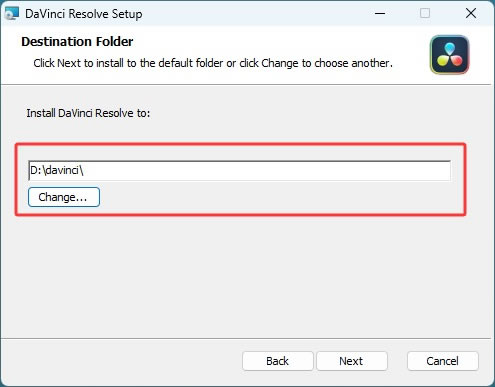 DaVinci Resolve Setup
Destination Folder
Click Next to install to the default folder or click Change to choose another.
Install DaVinci Resolve to:
D:\davinci\
Change...
Back
Next
Cancel